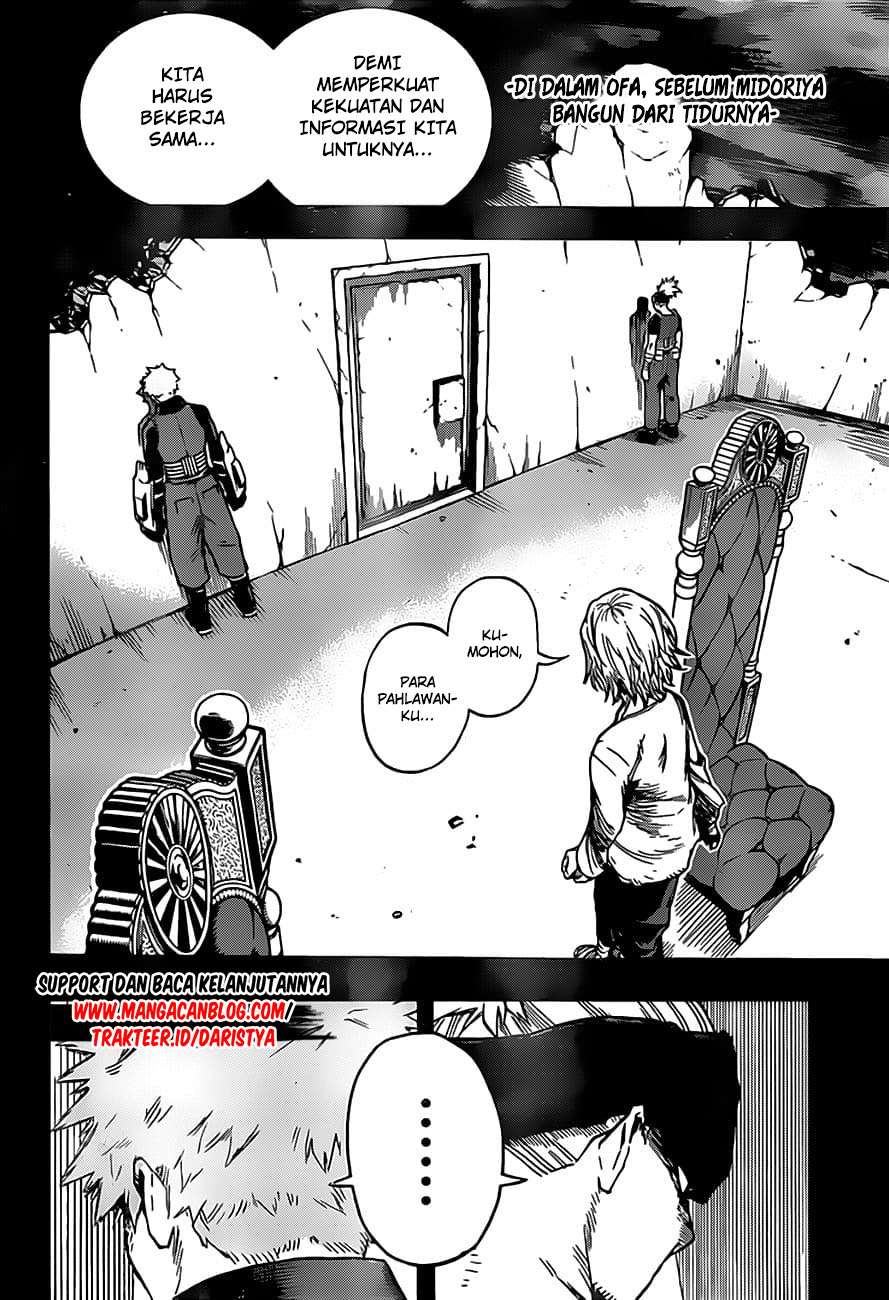 -DI DALAM OFA, SEBELUM MIDORIYA
BANGUN DARI TIDURNYA-
DEMI
MEMPERKUAT
KEKUATAN DAN
INFORMASI KITA
UNTUKNYA...
KITA
HARUS
BEKERJA
SAMA...
KU-
MOHON,
PARA
PAHLAWAN-
KU...
SUPPORT DAN BACA KELANJUTANNYA
WWW.MANGACANBLOG.COM/
TRAKTEER.ID/DARISTYA
......